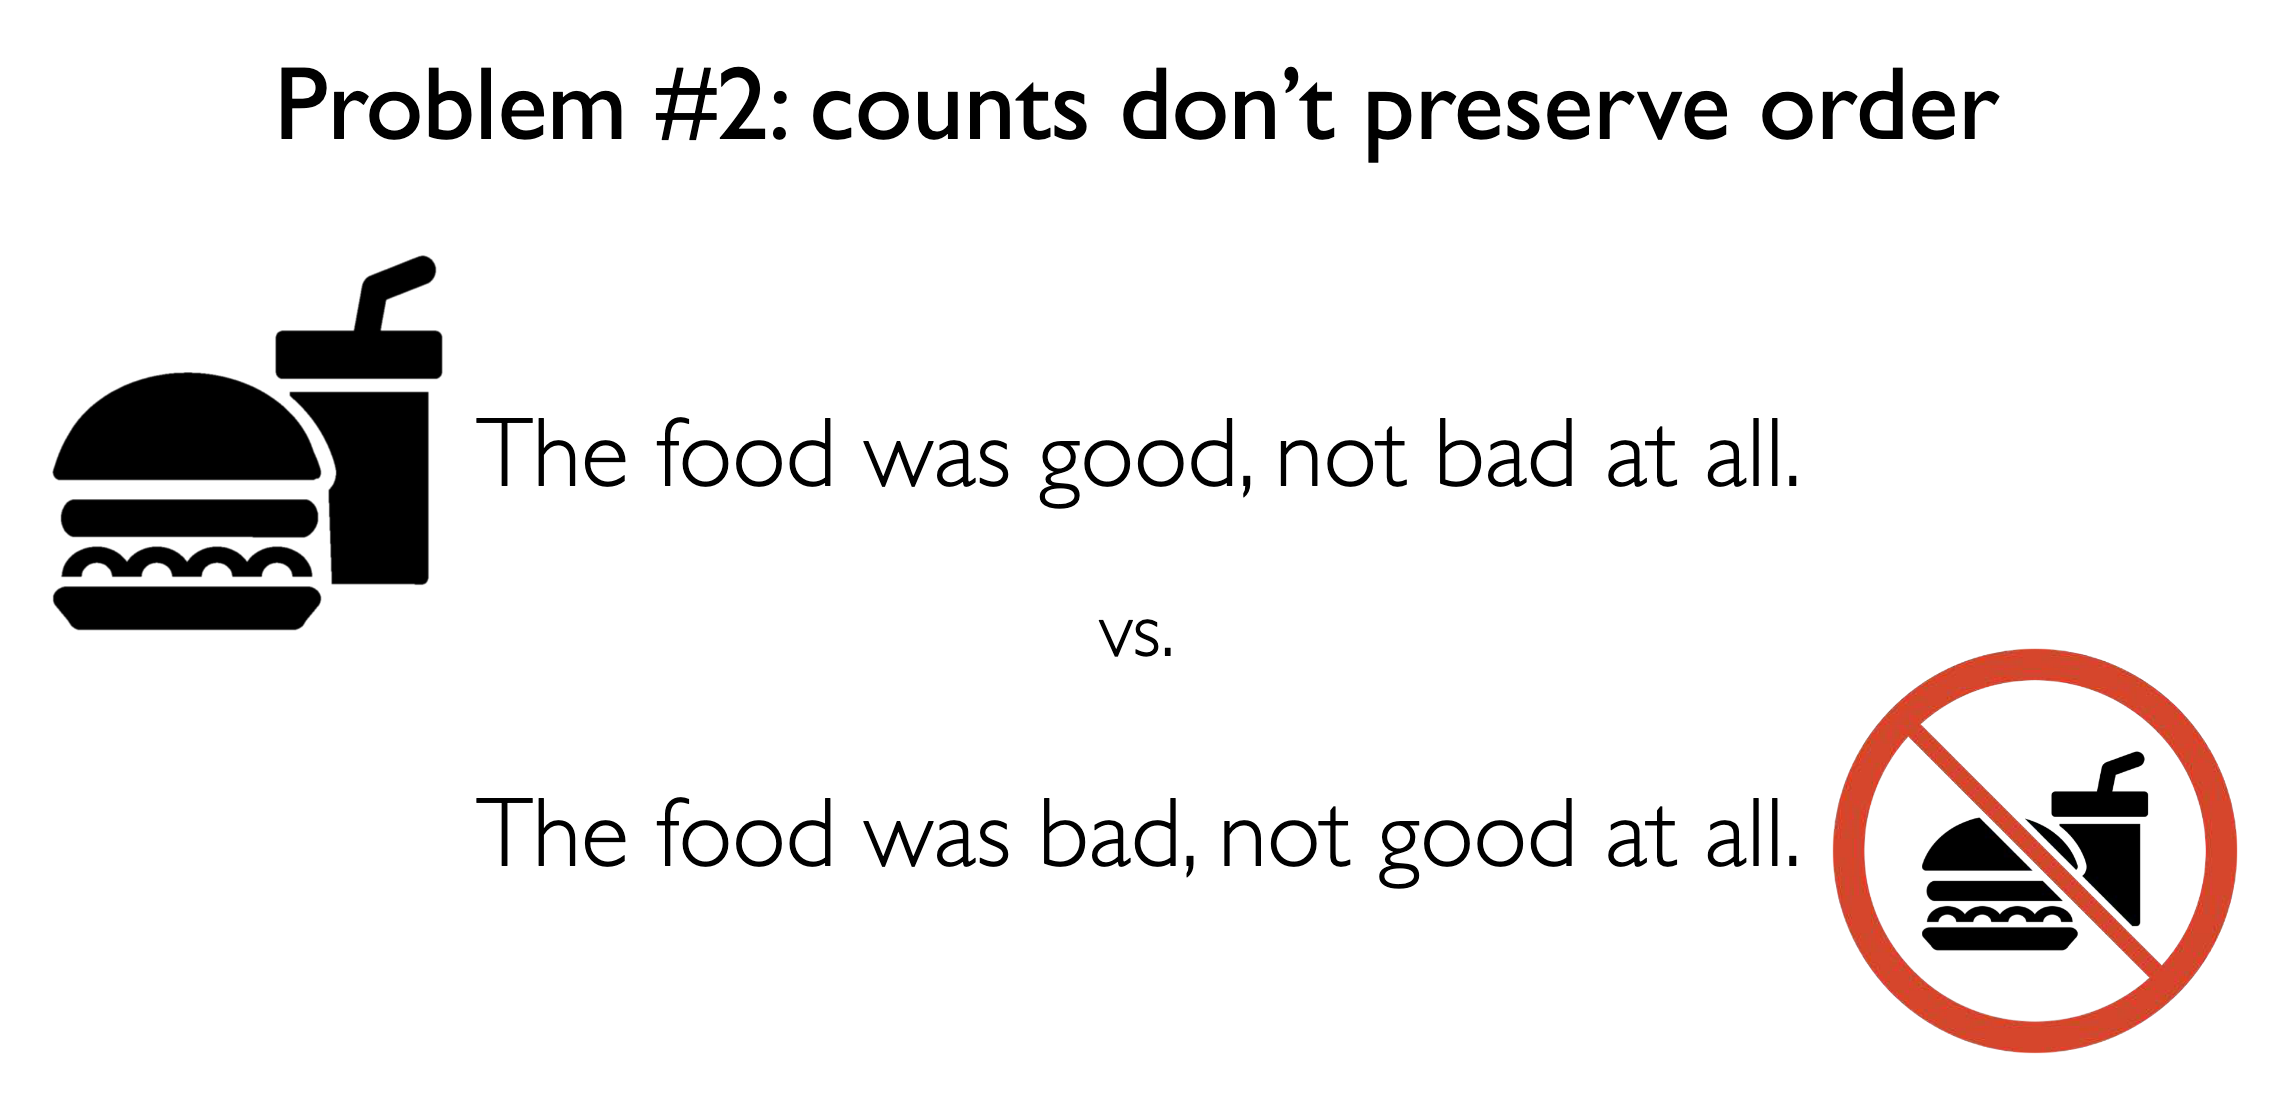 Problem #2: counts don’t preserve order
The food was good, not bad at all.
vs.
The food was bad, not good at all.